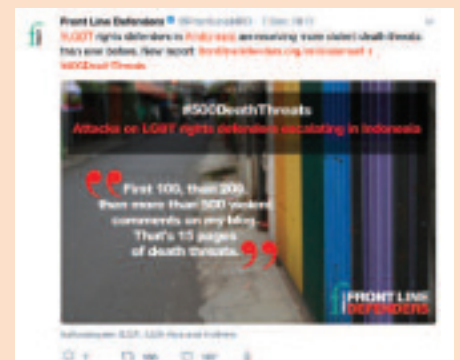 Front Line Defenders
#LGBT rights defenders in #Indonesia are receiving more violent death threats
than ever before. New report
#500DeathThreats
#500DeathThreats
Attacks on LGBT rights defenders escalating in Indonesia
First 100, then 200,
then more than 500 violent
comments on my blog.
That's 15 pages
of death threats.
FRONT LINE
DEFENDERS